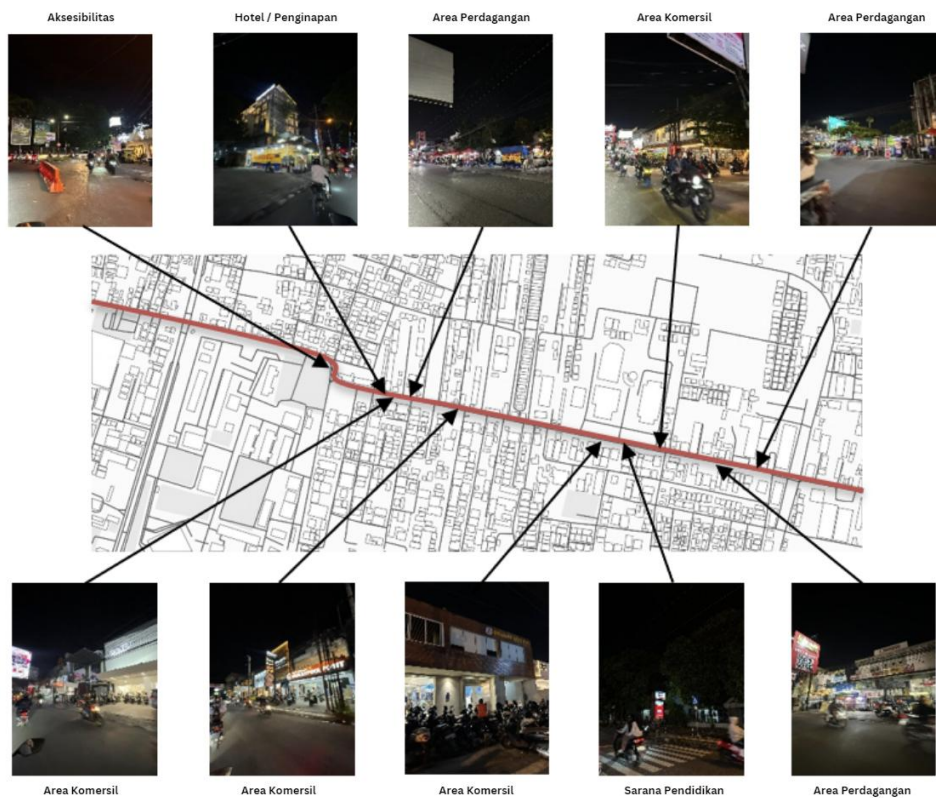 Aksesibilitas
Hotel / Penginapan
Area Perdagangan
Area Komersil
Area Perdagangan
Area Komersil
Area Komersil
Area Komersil
Sarana Pendidikan
Area Perdagangan